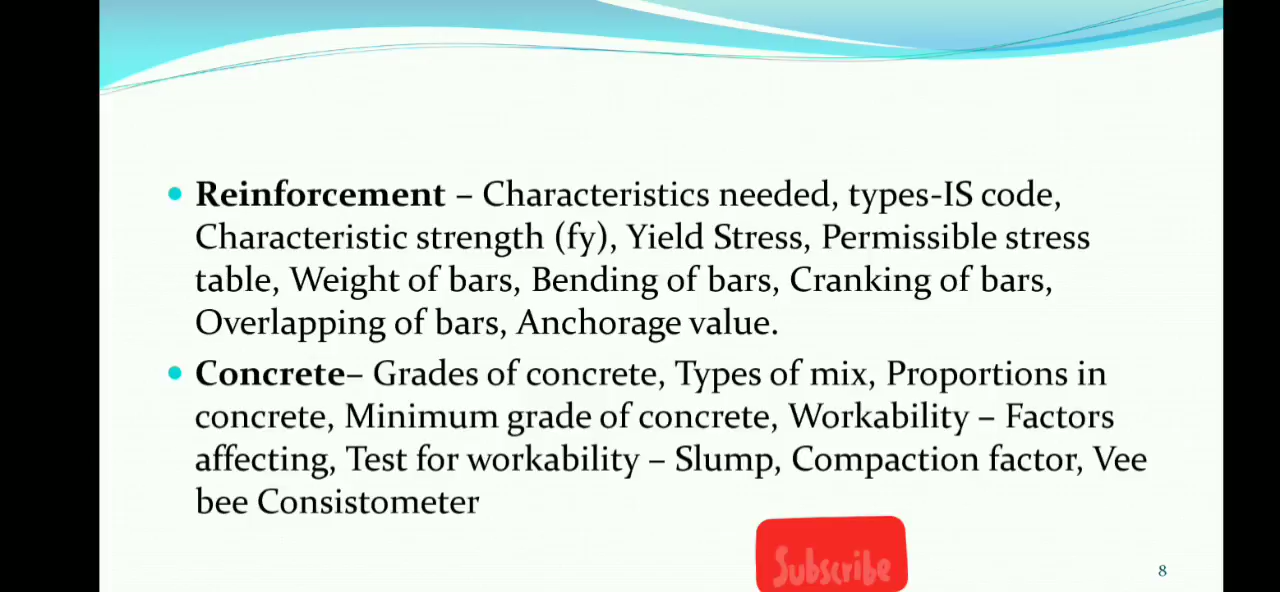 Reinforcement – Characteristics needed, types-IS code,
Characteristic strength (fy), Yield Stress, Permissible stress
table, Weight of bars, Bending of bars, Cranking of bars,
Overlapping of bars, Anchorage value.
Concrete– Grades of concrete, Types of mix, Proportions in
concrete, Minimum grade of concrete, Workability – Factors
affecting, Test for workability – Slump, Compaction factor, Vee
bee Consistometer
Subscribe
8